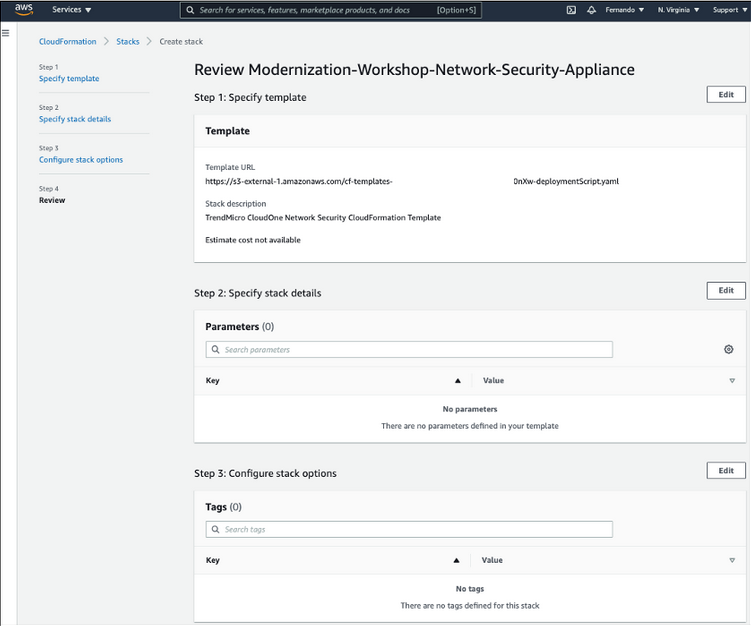 aws Services Search for services, features, marketplace products, and docs [Option+S] Fernando N. Virginia Support
CloudFormation Stacks Create stack
Step 1
Specify template
Step 2
Specify stack details
Step 3
Configure stack options
Step 4
Review
Review Modernization-Workshop-Network-Security-Appliance
Step 1: Specify template
Edit
Template
Template URL
https://s3-external-1.amazonaws.com/cf-templates- 0nXw-deploymentScript.yaml
Stack description
TrendMicro CloudOne Network Security CloudFormation Template
Estimate cost not available
Step 2: Specify stack details
Edit
Parameters (0)
Search parameters
Key Value
No parameters
There are no parameters defined in your template
Step 3: Configure stack options
Edit
Tags (0)
Search tags
Key Value
No tags
There are no tags defined for this stack